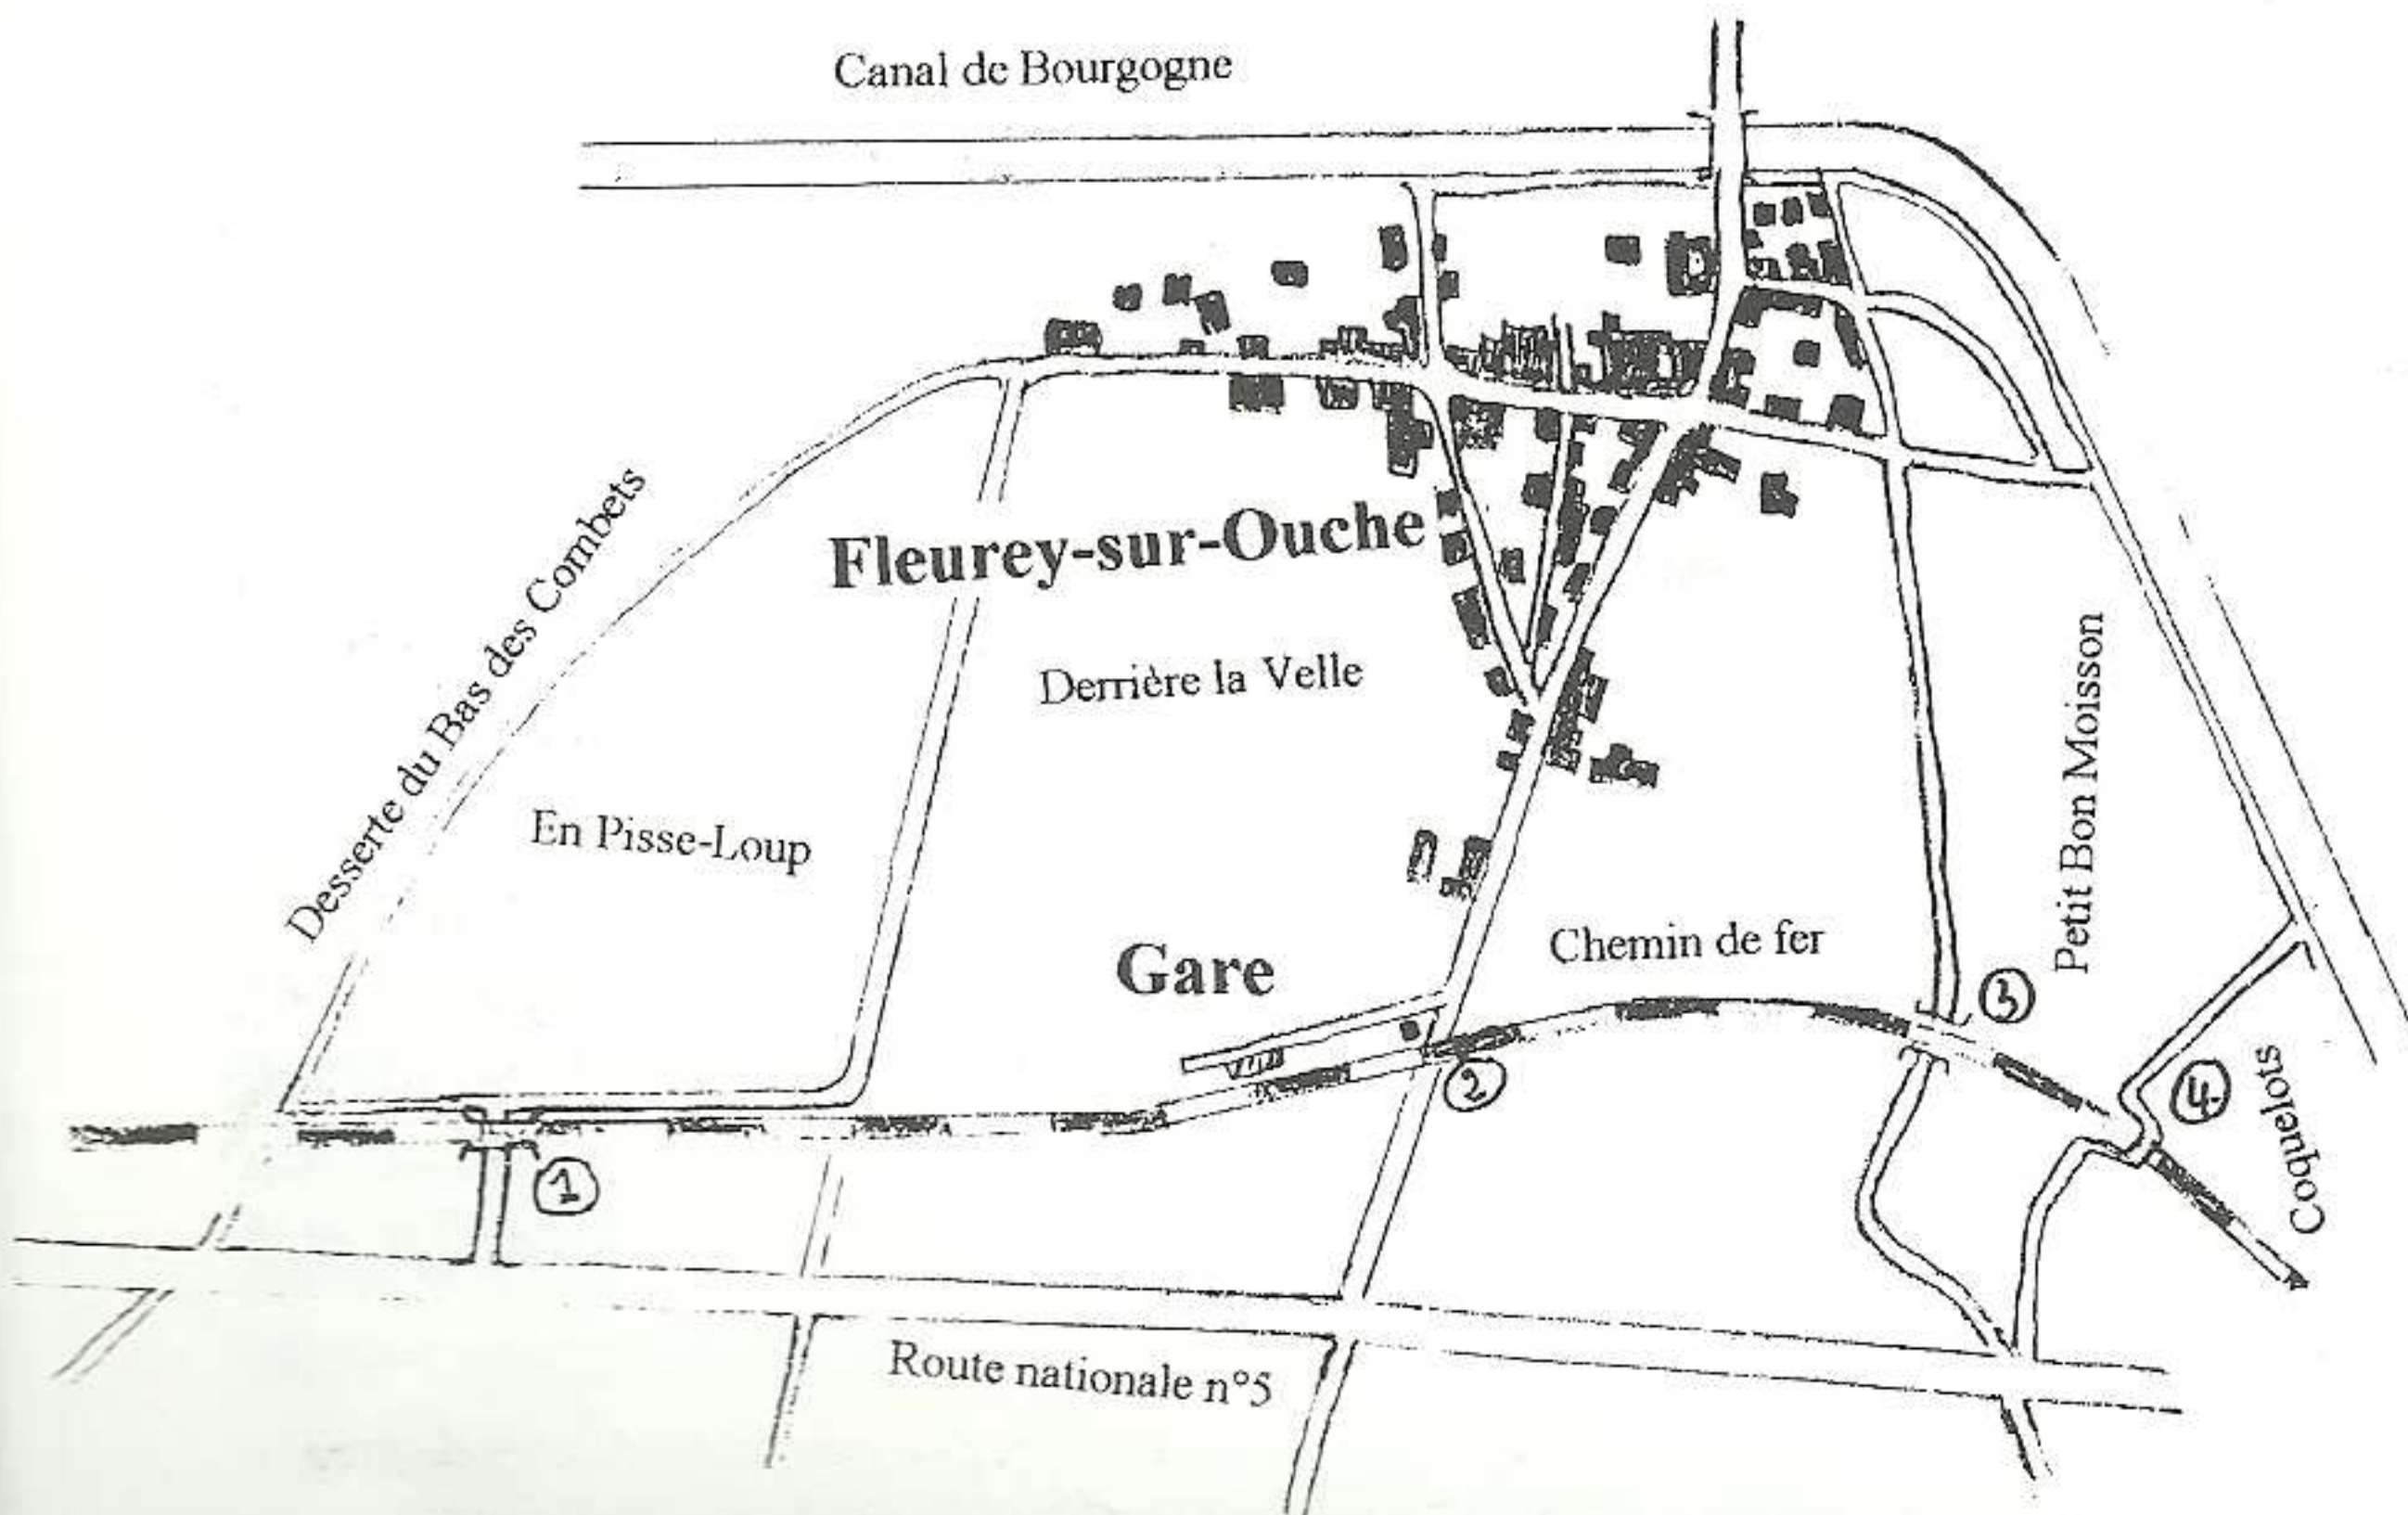 Canal de Bourgogne
Desserte du Bas des Combets
Fleurey-sur-Ouche
Derrière la Velle
En Pisse-Loup
Petit Bon Moisson
Gare
Chemin de fer
3
2
4
Coquelots
1
Route nationale n°5